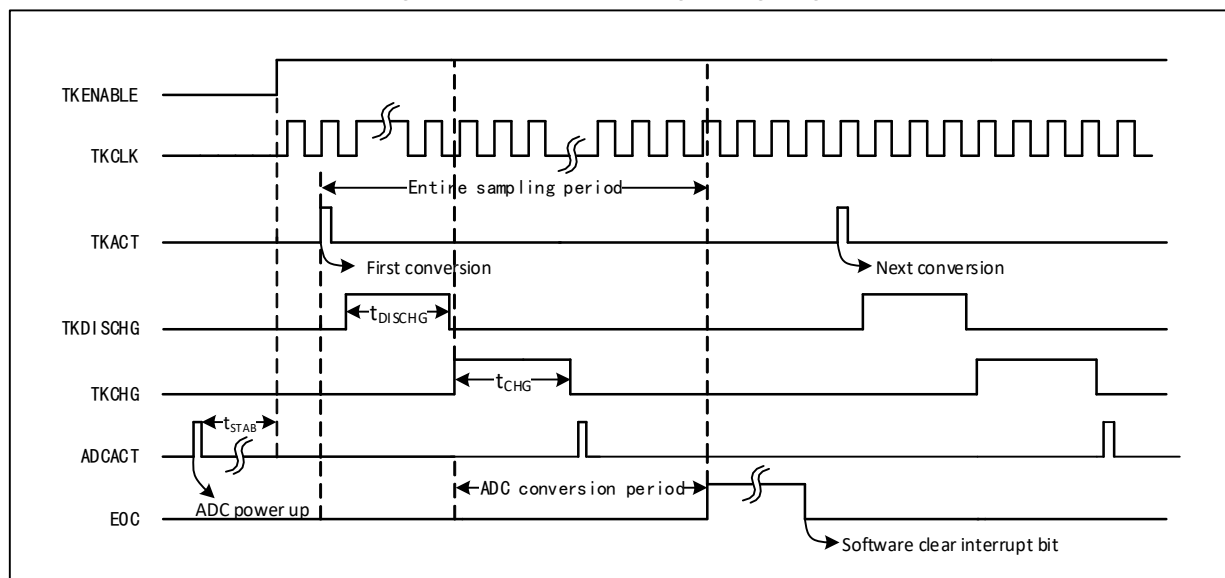 TKENABLE
TKCLK
Entire sampling period
TKACT
First conversion
Next conversion
tDISCHG
TKDISCHG
tCHG
TKCHG
tSTAB
ADCACT
ADC conversion period
ADC power up
EOC
Software clear interrupt bit